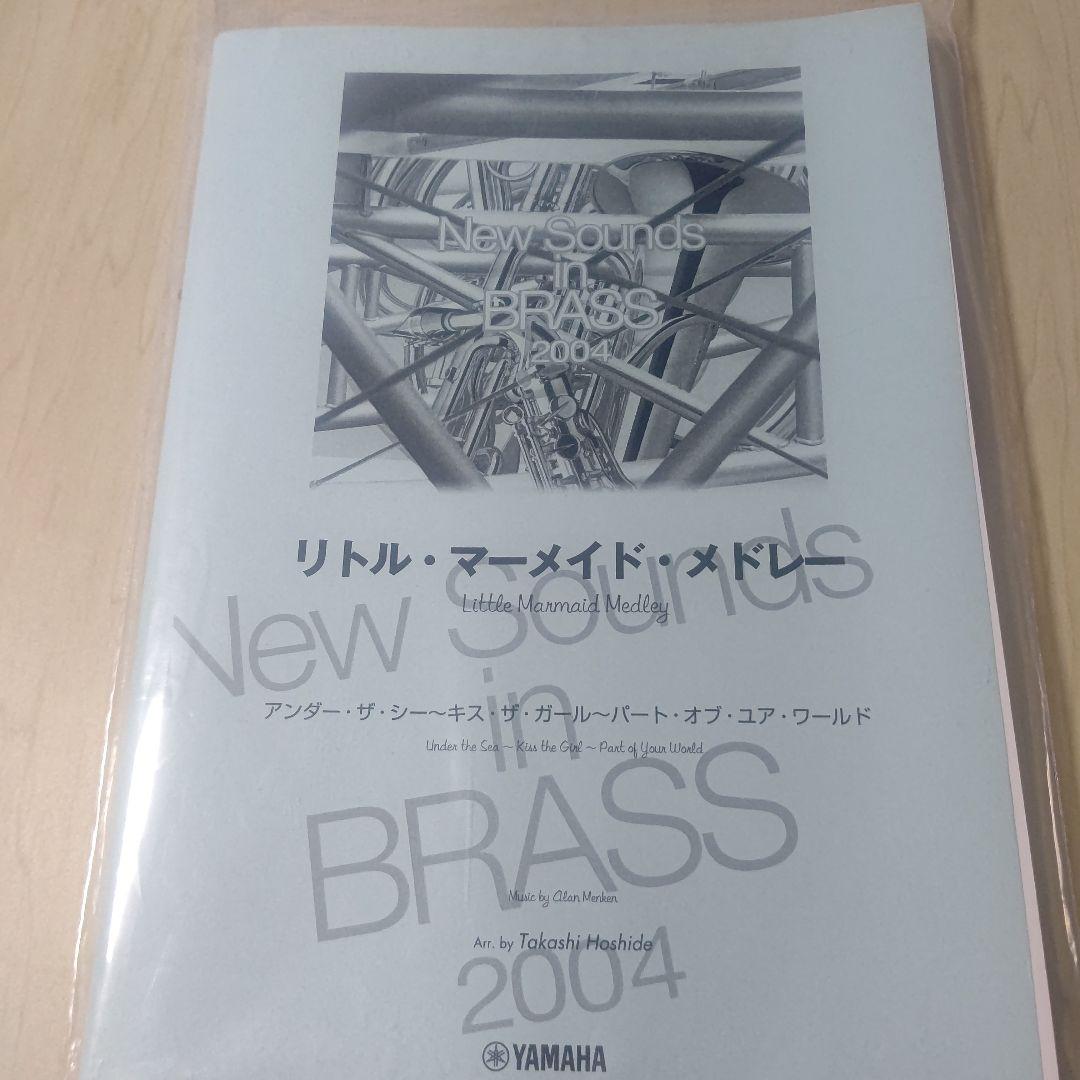 New Sounds
in
BRASS
2004
リトル・マーメイド・メドレー
Little Marmaid Medley
New Sounds
in
アンダー・ザ・シー～キス・ザ・ガール～パート・オブ・ユア・ワールド
Under the Sea ~ Kiss the Girl ~ Part of Your World
BRASS
Music by Alan Menken
Arr. by Takashi Hoshide
2004
YAMAHA